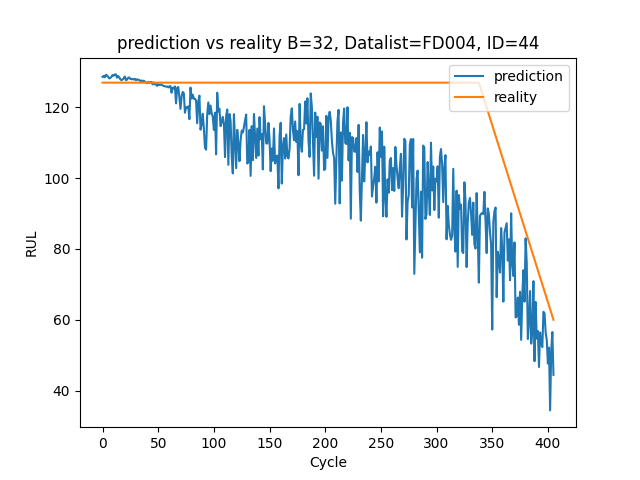 prediction vs reality B=32, Datalist=FD004, ID=44
prediction
reality
RUL
120
100
80
60
40
0 50 100 150 200 250 300 350 400
Cycle